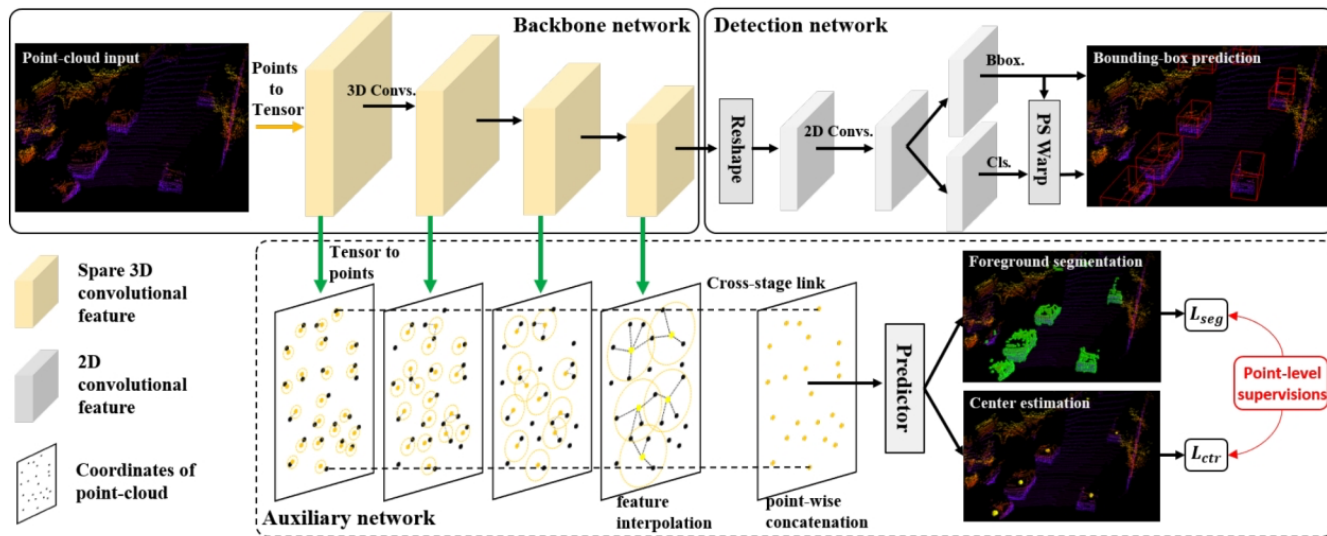 Backbone network
Point-cloud input
Points
to
Tensor
3D Convs.
Detection network
Reshape
2D Convs.
Bbox.
Cls.
PS Warp
Bounding-box prediction
Spare 3D
convolutional
feature
2D
convolutional
feature
Coordinates of
point-cloud
Tensor to
points
Cross-stage link
feature
interpolation
point-wise
concatenation
Auxiliary network
Predictor
Foreground segmentation
Center estimation
L_seg
L_ctr
Point-level
supervisions